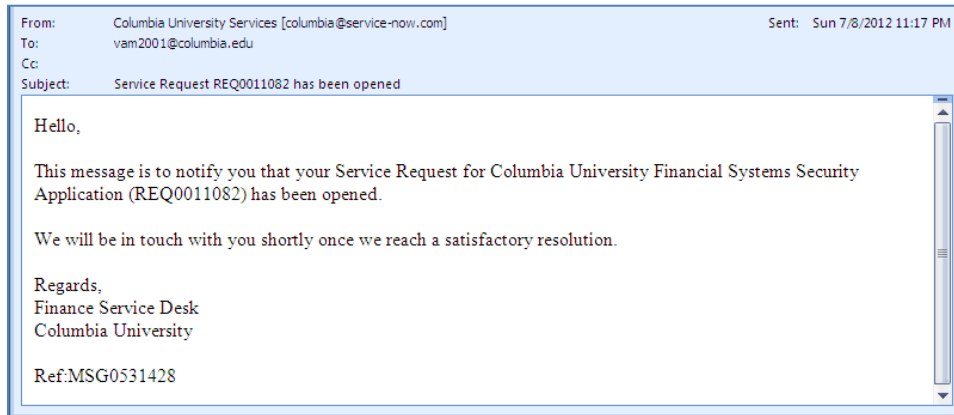 From: Columbia University Services [columbia@service-now.com] Sent: Sun 7/8/2012 11:17 PM
To: vam2001@columbia.edu
Cc:
Subject: Service Request REQ0011082 has been opened
Hello,
This message is to notify you that your Service Request for Columbia University Financial Systems Security
Application (REQ0011082) has been opened.
We will be in touch with you shortly once we reach a satisfactory resolution.
Regards,
Finance Service Desk
Columbia University
Ref:MSG0531428